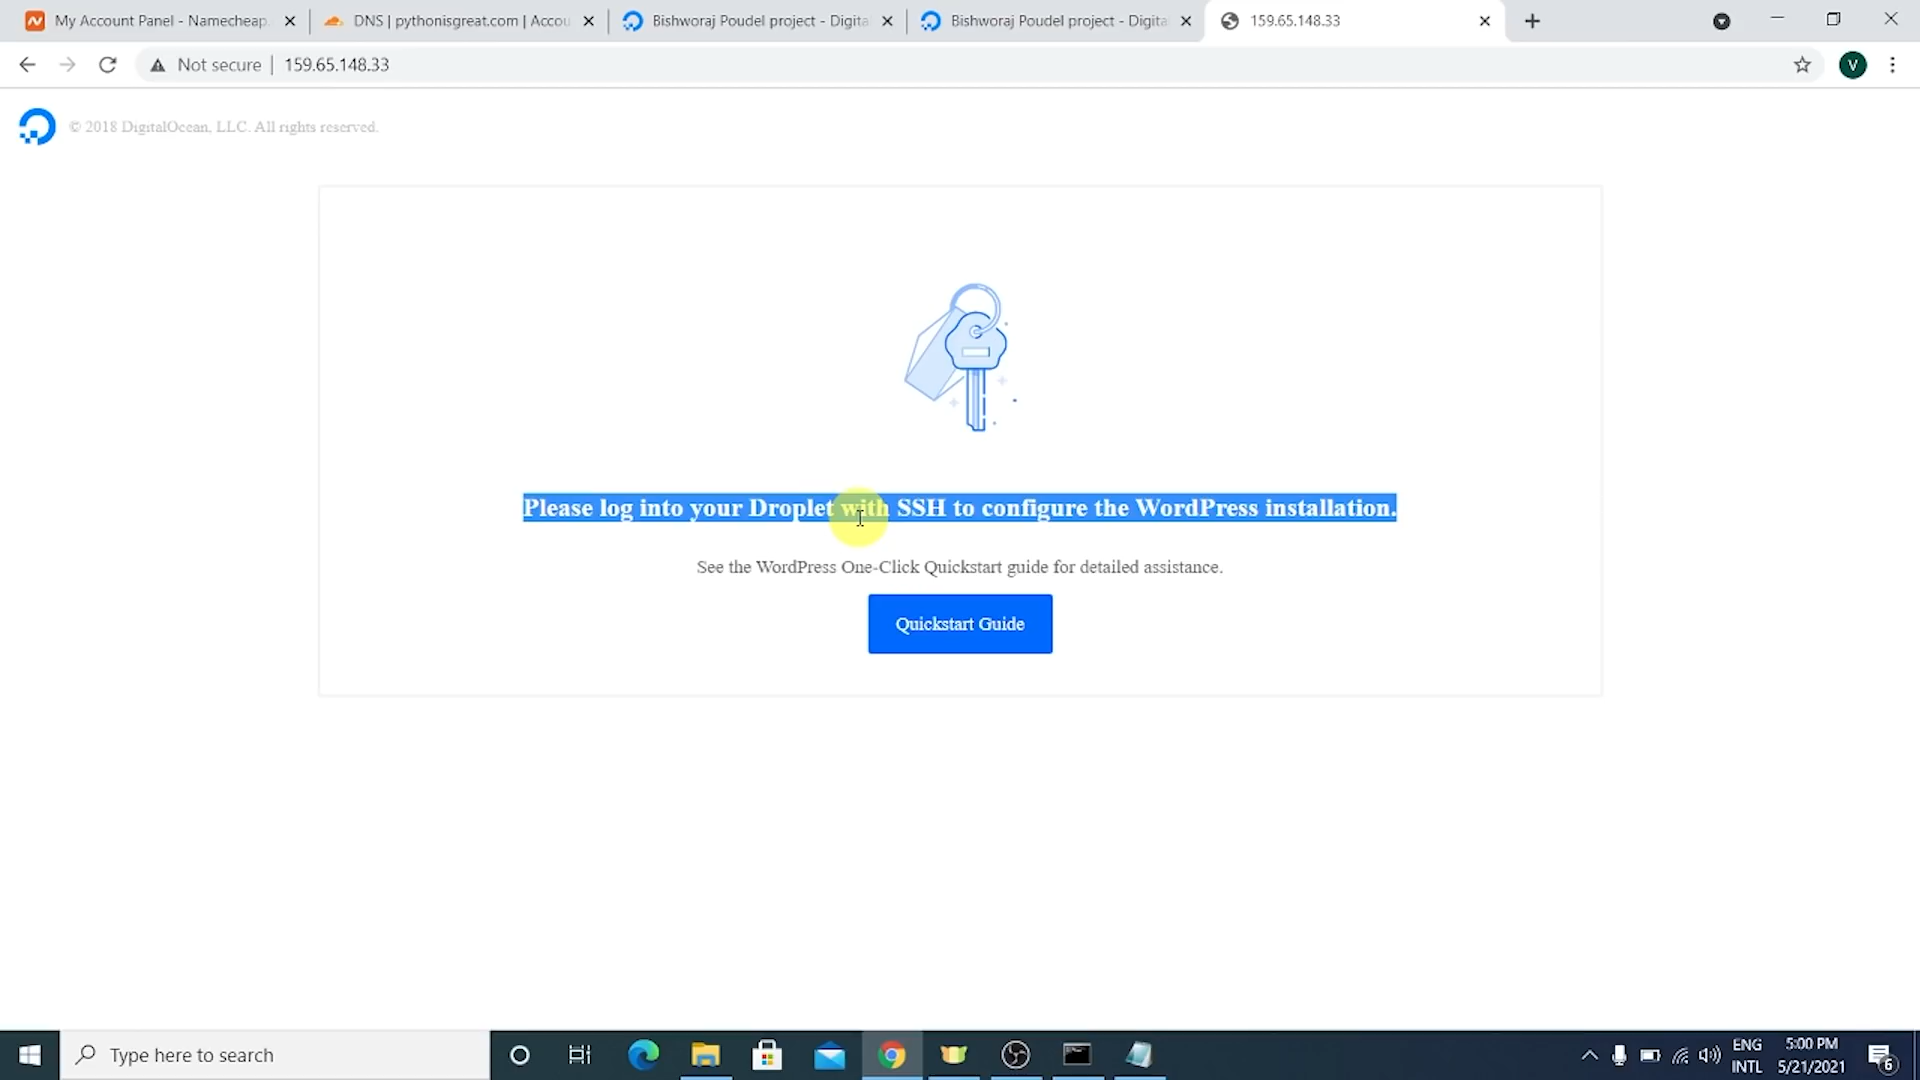 My Account Panel - Namecheap.
DNS | pythonisgreat.com | Accou
Bishworaj Poudel project - Digita
Bishworaj Poudel project - Digita
159.65.148.33
Not secure
159.65.148.33
V
© 2018 DigitalOcean, LLC. All rights reserved.
Please log into your Droplet with SSH to configure the WordPress installation.
See the WordPress One-Click Quickstart guide for detailed assistance.
Quickstart Guide
Type here to search
ENG
INTL
5:00 PM
5/21/2021
6